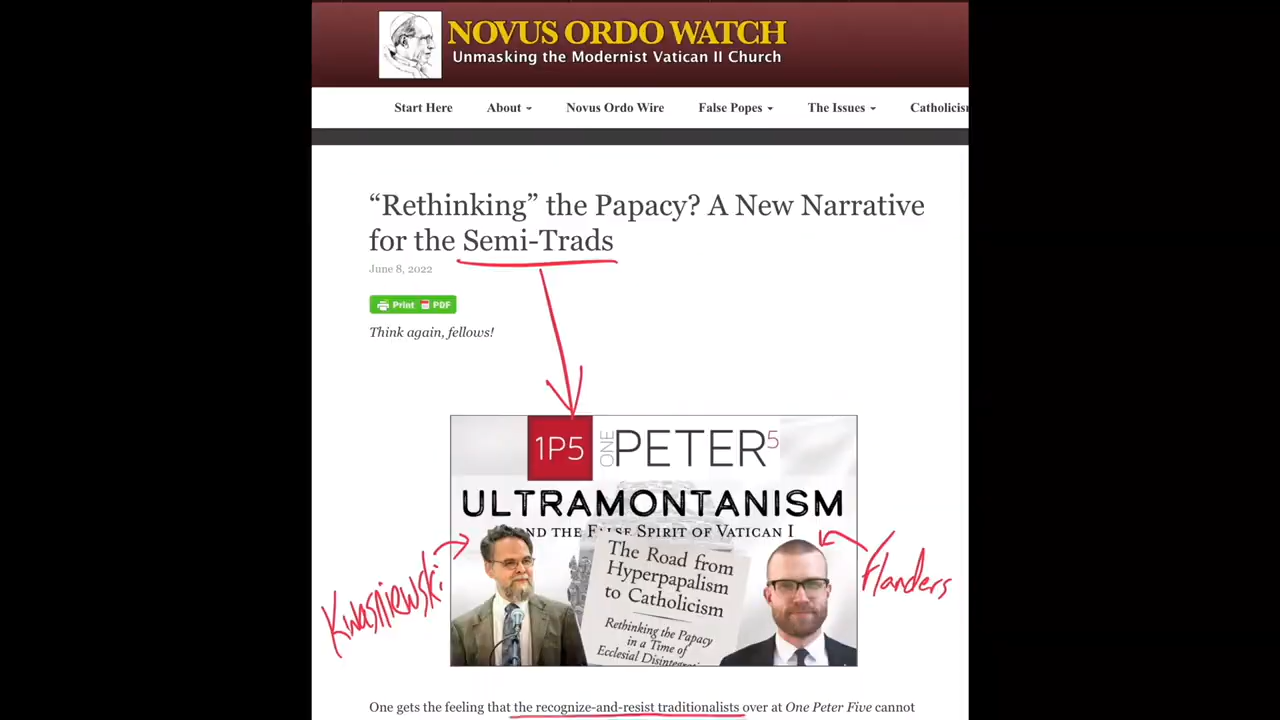 NOVUS ORDO WATCH
Unmasking the Modernist Vatican II Church
Start Here About Novus Ordo Wire False Popes The Issues
“Rethinking” the Papacy? A New Narrative
for the Semi-Trads
June 8, 2022
Print PDF
Think again, fellows!
1P5 ONE PETER5
ULTRAMONTANISM
AND THE FALSE SPIRIT OF VATICAN I
The Road from
Hyperpapalism
to Catholicism
Rethinking the Papacy
in a Time of
Ecclesial
Kwasniewski
Flanders
One gets the feeling that the recognize-and-resist traditionalists over at One Peter Five cannot